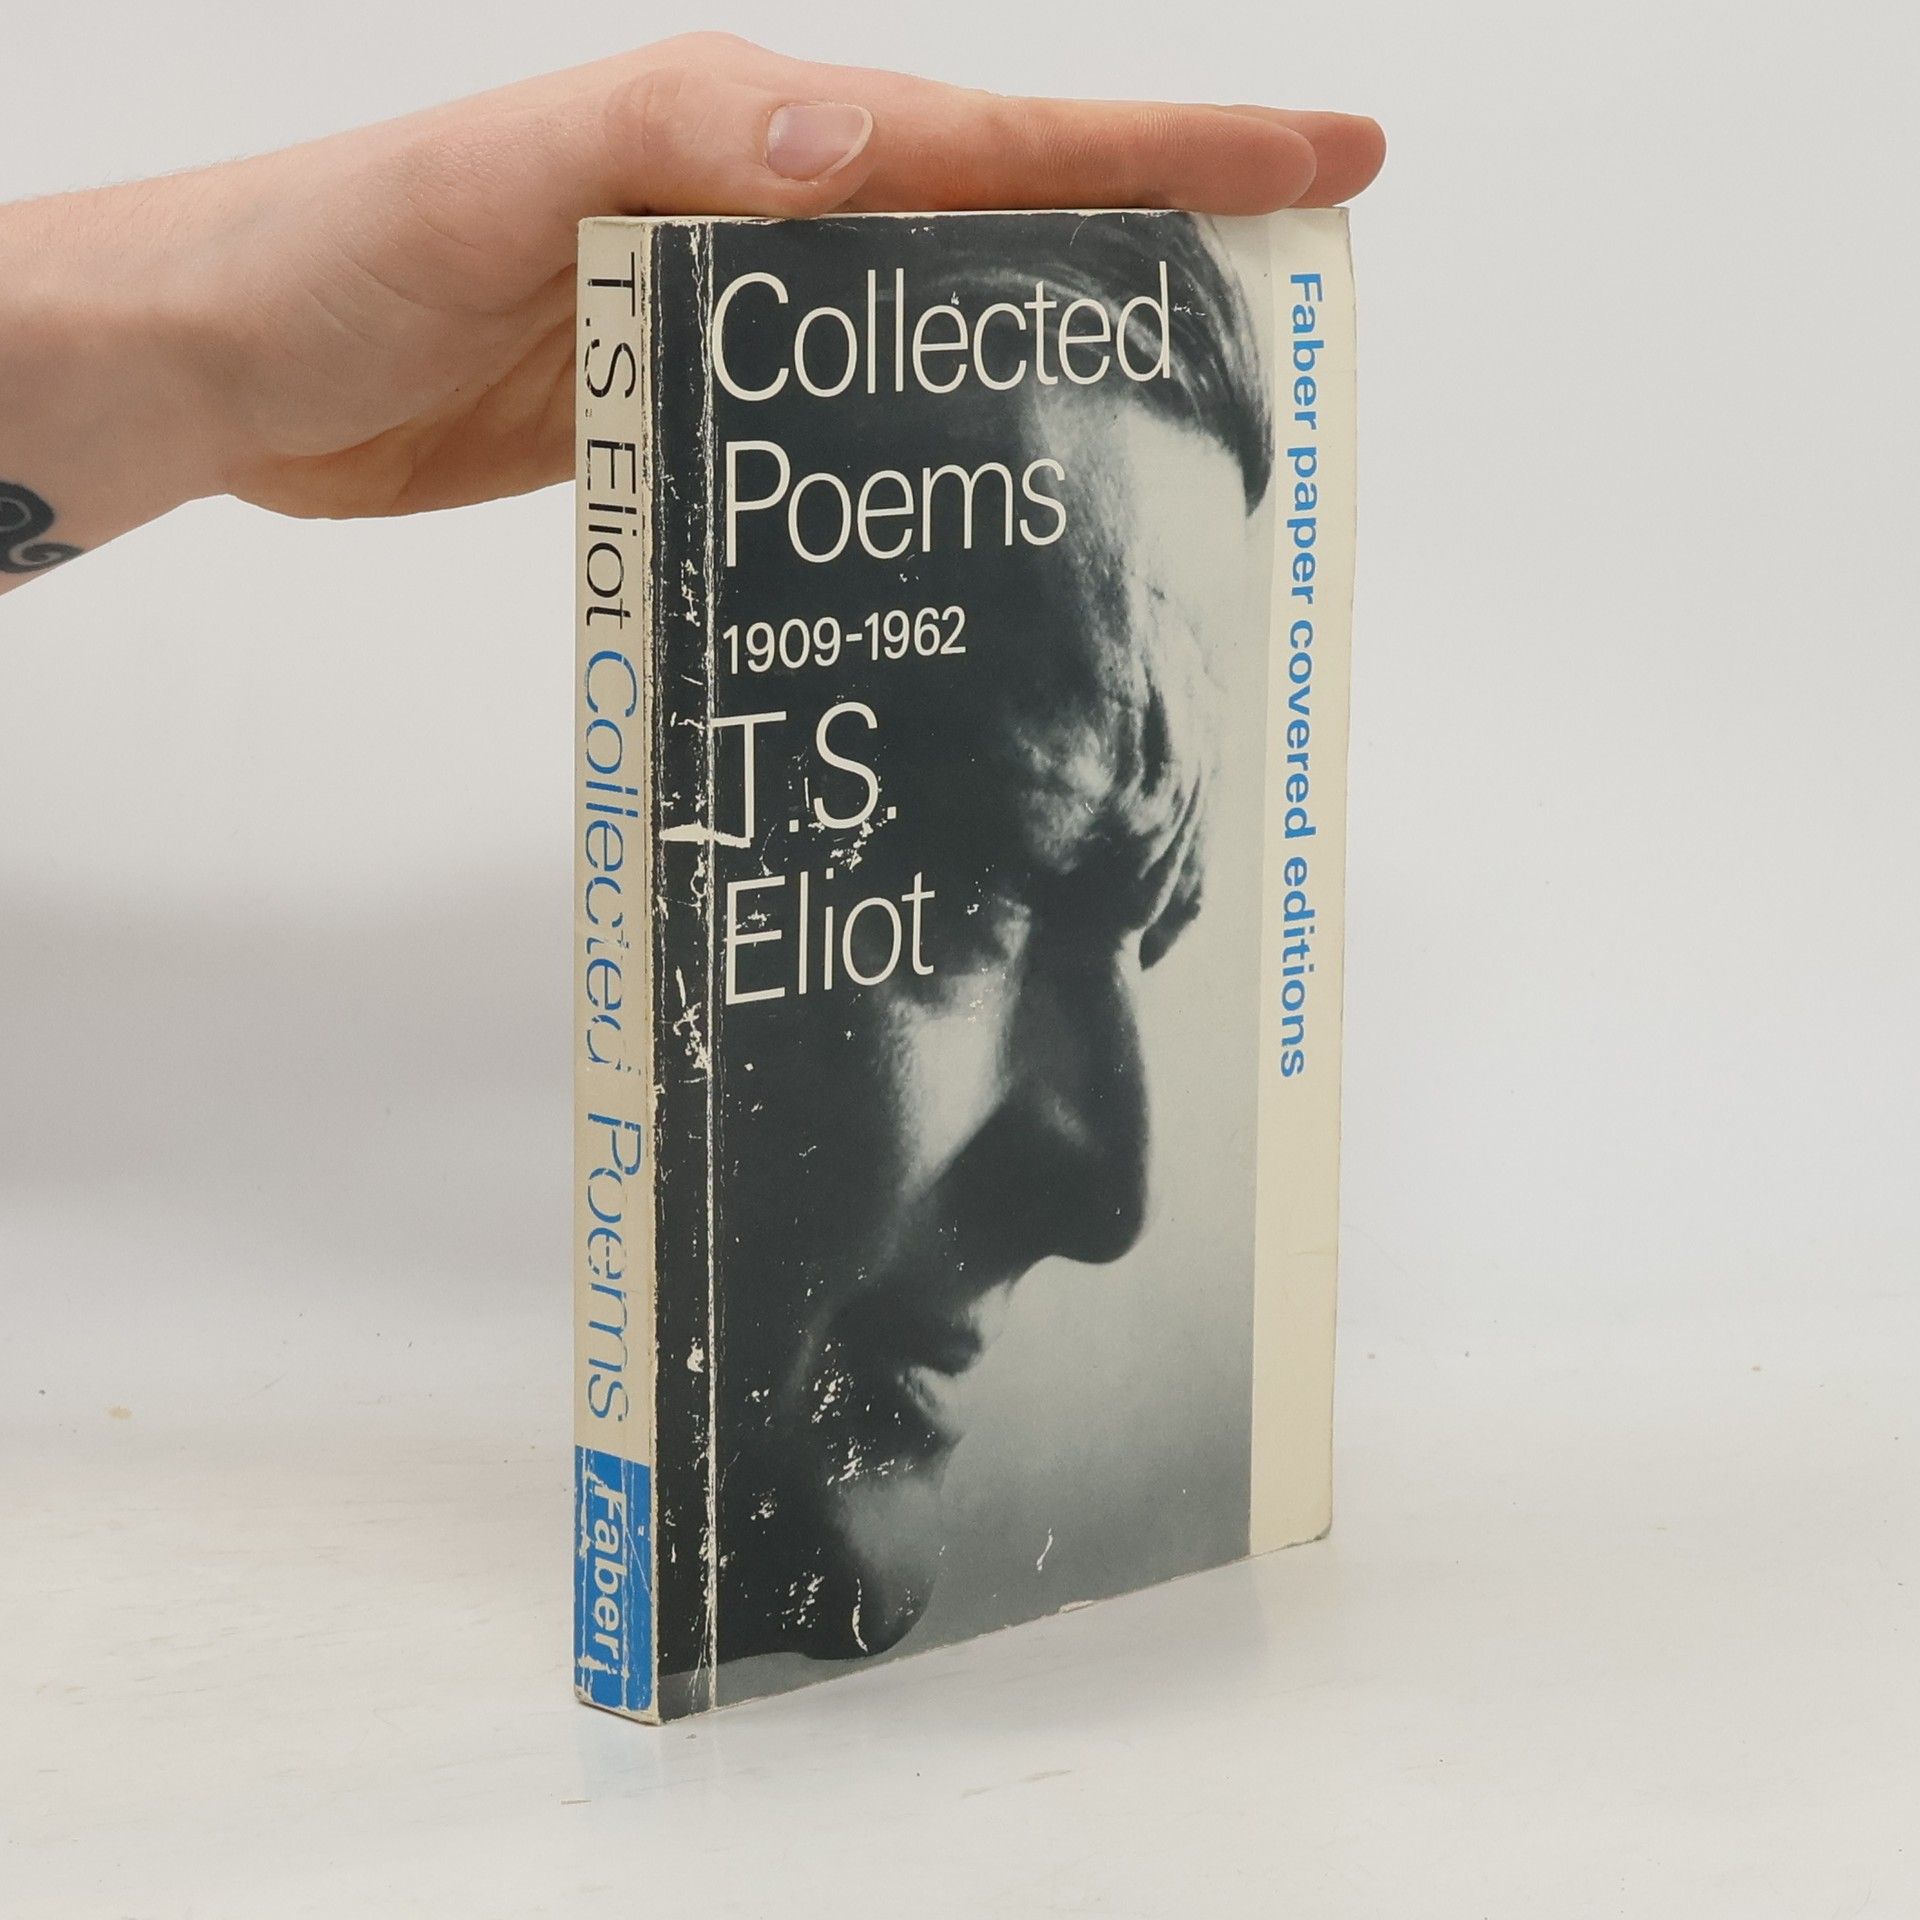 T.S. Eliot Collected Poems
Faber
Collected
Poems
1909-1962
T.S.
Eliot
Faber paper covered editions